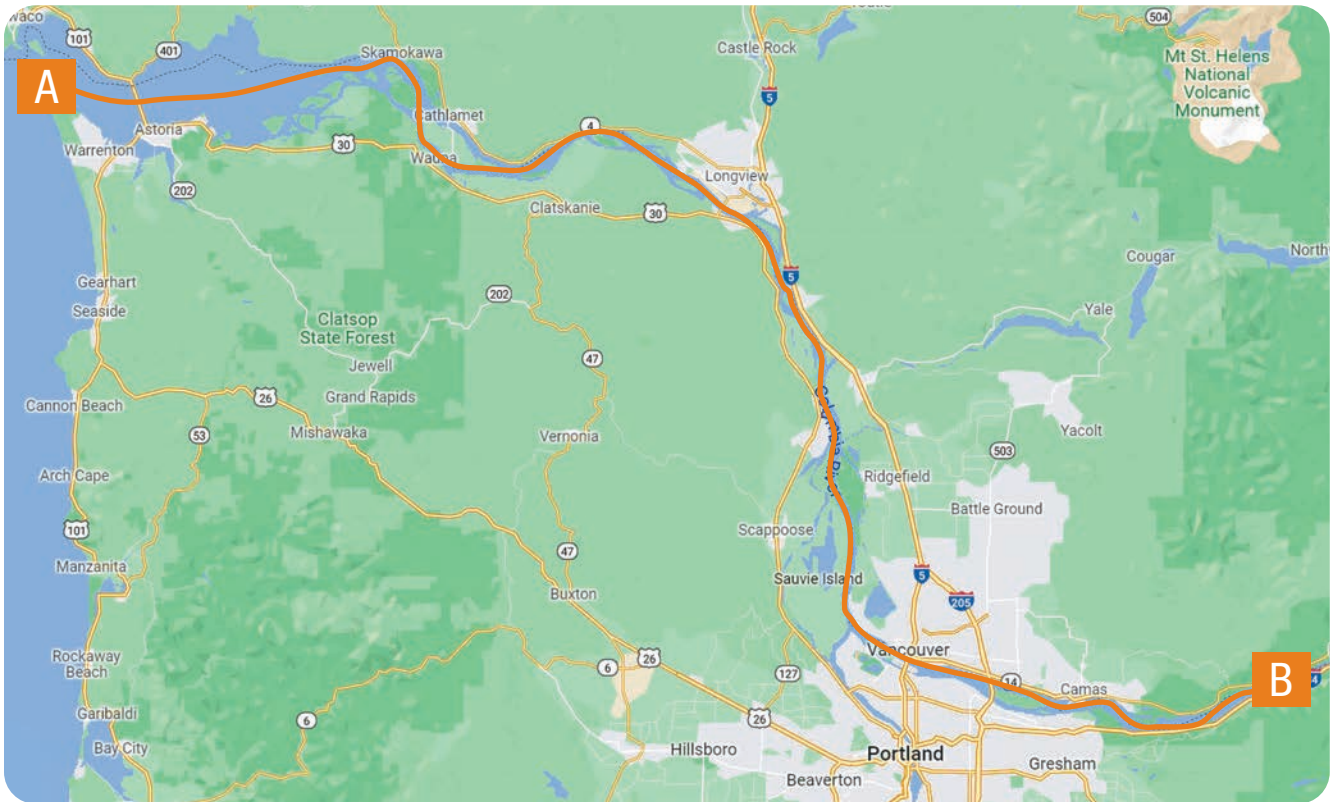 504
waco
101
401
Skamokawa
Castle Rock
Mt St. Helens
National
Volcanic
Monument
A
5
Cathlamet
4
Astoria
30
Warrenton
Wauna
Longview
202
Clatskanie
30
Cougar
North
5
Gearhart
Seaside
202
Yale
Clatsop
State Forest
47
Jewell
26
Grand Rapids
Cannon Beach
53
Mishawaka
Vernonia
Yacolt
503
Columbia River
Arch Cape
Ridgefield
Battle Ground
101
Scappoose
Manzanita
47
Sauvie Island
5
205
Buxton
Rockaway
Beach
26
6
Vancouver
127
14
Camas
B
4
Garibaldi
6
26
Bay City
Hillsboro
Portland
Gresham
Beaverton